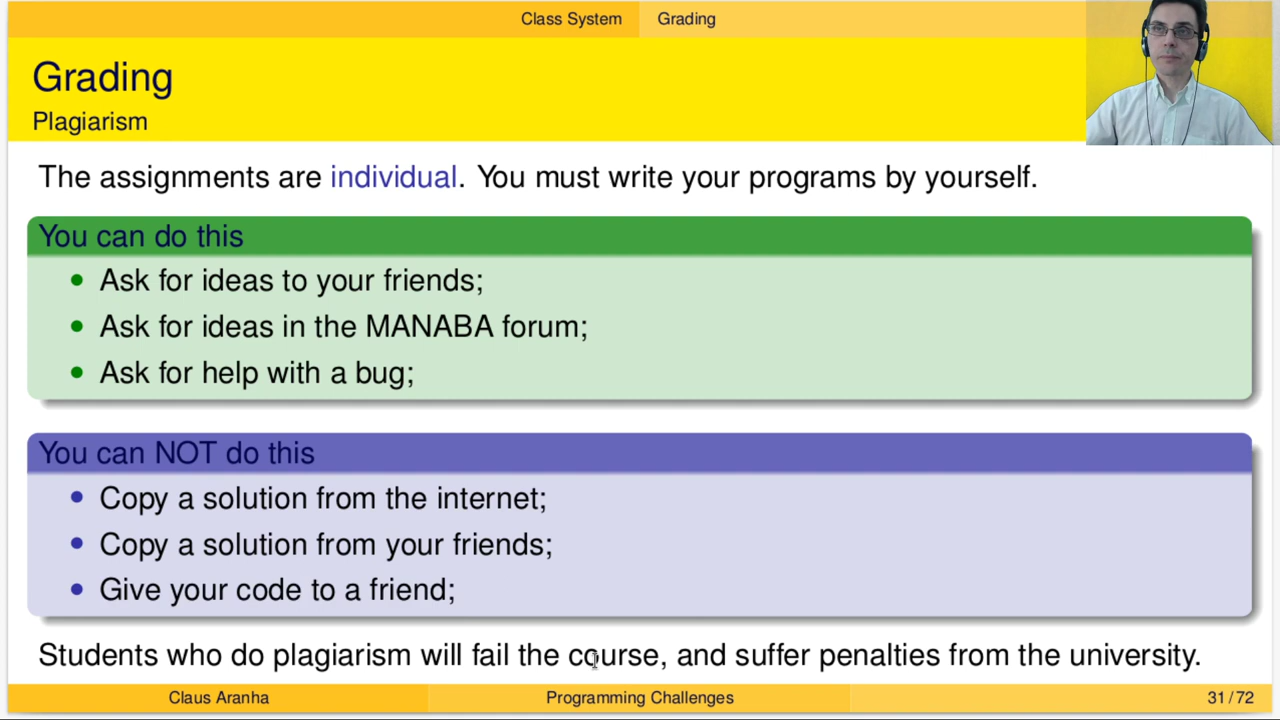 Class System
Grading
Grading
Plagiarism
The assignments are individual. You must write your programs by yourself.
You can do this
• Ask for ideas to your friends;
• Ask for ideas in the MANABA forum;
• Ask for help with a bug;
You can NOT do this
• Copy a solution from the internet;
• Copy a solution from your friends;
• Give your code to a friend;
Students who do plagiarism will fail the course, and suffer penalties from the university.
Claus Aranha
Programming Challenges
31 / 72